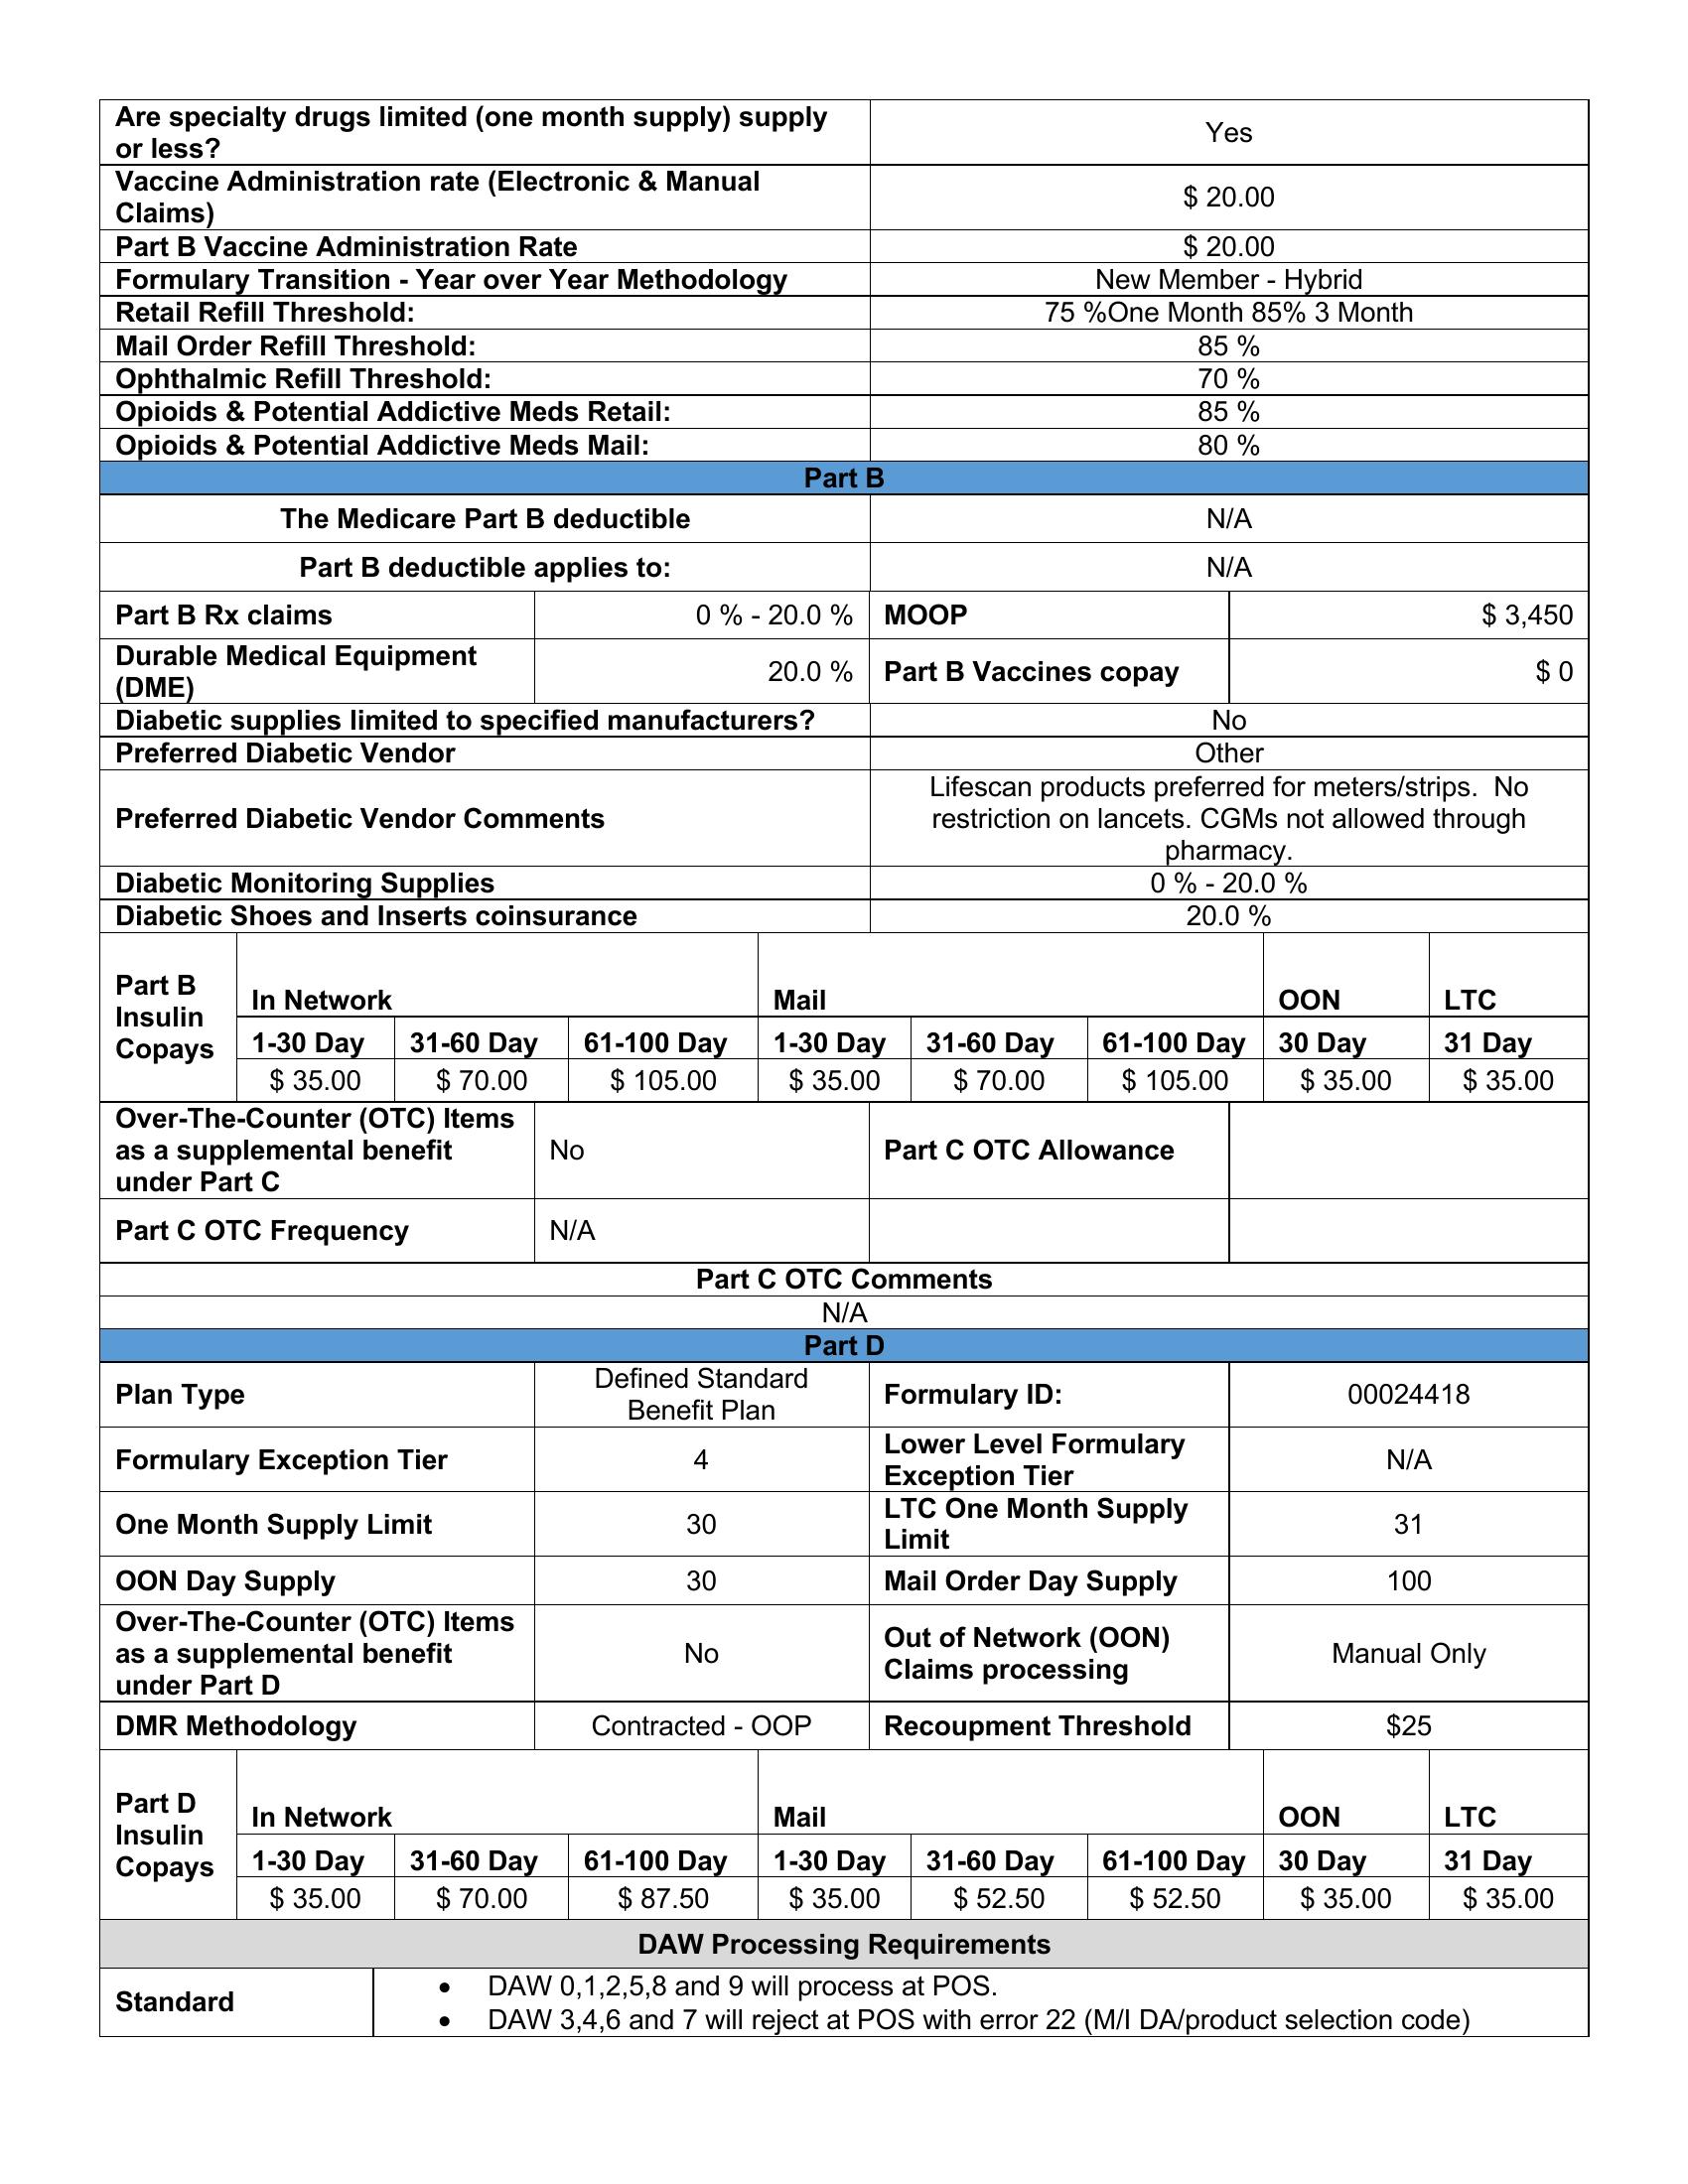 Are specialty drugs limited (one month supply) supply
or less?
Yes
Vaccine Administration rate (Electronic & Manual
Claims)
$ 20.00
Part B Vaccine Administration Rate
$ 20.00
Formulary Transition - Year over Year Methodology
New Member - Hybrid
Retail Refill Threshold:
75 %One Month 85% 3 Month
Mail Order Refill Threshold:
85 %
Ophthalmic Refill Threshold:
70 %
Opioids & Potential Addictive Meds Retail:
85 %
Opioids & Potential Addictive Meds Mail:
80 %
Part B
The Medicare Part B deductible
N/A
Part B deductible applies to:
N/A
Part B Rx claims
0 % - 20.0 %
MOOP
$ 3,450
Durable Medical Equipment
(DME)
20.0 %
Part B Vaccines copay
$ 0
Diabetic supplies limited to specified manufacturers?
No
Preferred Diabetic Vendor
Other
Preferred Diabetic Vendor Comments
Lifescan products preferred for meters/strips.  No
restriction on lancets. CGMs not allowed through
pharmacy.
Diabetic Monitoring Supplies
0 % - 20.0 %
Diabetic Shoes and Inserts coinsurance
20.0 %
Part B
Insulin
Copays
In Network
Mail
OON
LTC
1-30 Day
31-60 Day
61-100 Day
1-30 Day
31-60 Day
61-100 Day
30 Day
31 Day
$ 35.00
$ 70.00
$ 105.00
$ 35.00
$ 70.00
$ 105.00
$ 35.00
$ 35.00
Over-The-Counter (OTC) Items
as a supplemental benefit
under Part C
No
Part C OTC Allowance
Part C OTC Frequency
N/A
Part C OTC Comments
N/A
Part D
Plan Type
Defined Standard
Benefit Plan
Formulary ID:
00024418
Formulary Exception Tier
4
Lower Level Formulary
Exception Tier
N/A
One Month Supply Limit
30
LTC One Month Supply
Limit
31
OON Day Supply
30
Mail Order Day Supply
100
Over-The-Counter (OTC) Items
as a supplemental benefit
under Part D
No
Out of Network (OON)
Claims processing
Manual Only
DMR Methodology
Contracted - OOP
Recoupment Threshold
$25
Part D
Insulin
Copays
In Network
Mail
OON
LTC
1-30 Day
31-60 Day
61-100 Day
1-30 Day
31-60 Day
61-100 Day
30 Day
31 Day
$ 35.00
$ 70.00
$ 87.50
$ 35.00
$ 52.50
$ 52.50
$ 35.00
$ 35.00
DAW Processing Requirements
Standard
• DAW 0,1,2,5,8 and 9 will process at POS.
• DAW 3,4,6 and 7 will reject at POS with error 22 (M/I DA/product selection code)